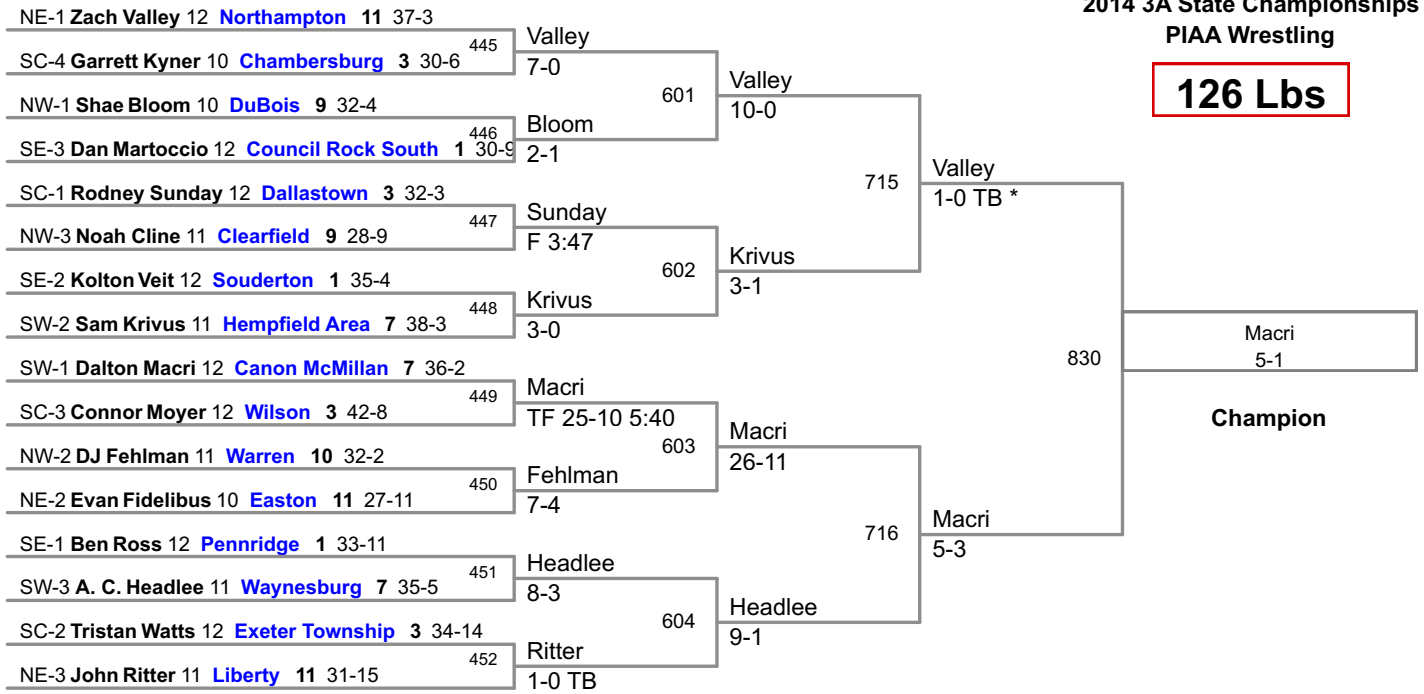 2014 3A State Championships
PIAA Wrestling
126 Lbs
NE-1 Zach Valley 12 Northampton 11 37-3
445
SC-4 Garrett Kyner 10 Chambersburg 3 30-6
NW-1 Shae Bloom 10 DuBois 9 32-4
446
SE-3 Dan Martoccio 12 Council Rock South 1 30-9
SC-1 Rodney Sunday 12 Dallastown 3 32-3
447
NW-3 Noah Cline 11 Clearfield 9 28-9
SE-2 Kolton Veit 12 Souderton 1 35-4
448
SW-2 Sam Krivus 11 Hempfield Area 7 38-3
SW-1 Dalton Macri 12 Canon McMillan 7 36-2
449
SC-3 Connor Moyer 12 Wilson 3 42-8
NW-2 DJ Fehlman 11 Warren 10 32-2
450
NE-2 Evan Fidelibus 10 Easton 11 27-11
SE-1 Ben Ross 12 Pennridge 1 33-11
451
SW-3 A. C. Headlee 11 Waynesburg 7 35-5
SC-2 Tristan Watts 12 Exeter Township 3 34-14
452
NE-3 John Ritter 11 Liberty 11 31-15
Valley
7-0
601
Bloom
2-1
Sunday
F 3:47
602
Krivus
3-0
Macri
TF 25-10 5:40
603
Fehlman
7-4
Headlee
8-3
604
Ritter
1-0 TB
Valley
10-0
715
Krivus
3-1
Macri
26-11
716
Headlee
9-1
Valley
1-0 TB *
830
Macri
5-3
Macri
5-1
Champion